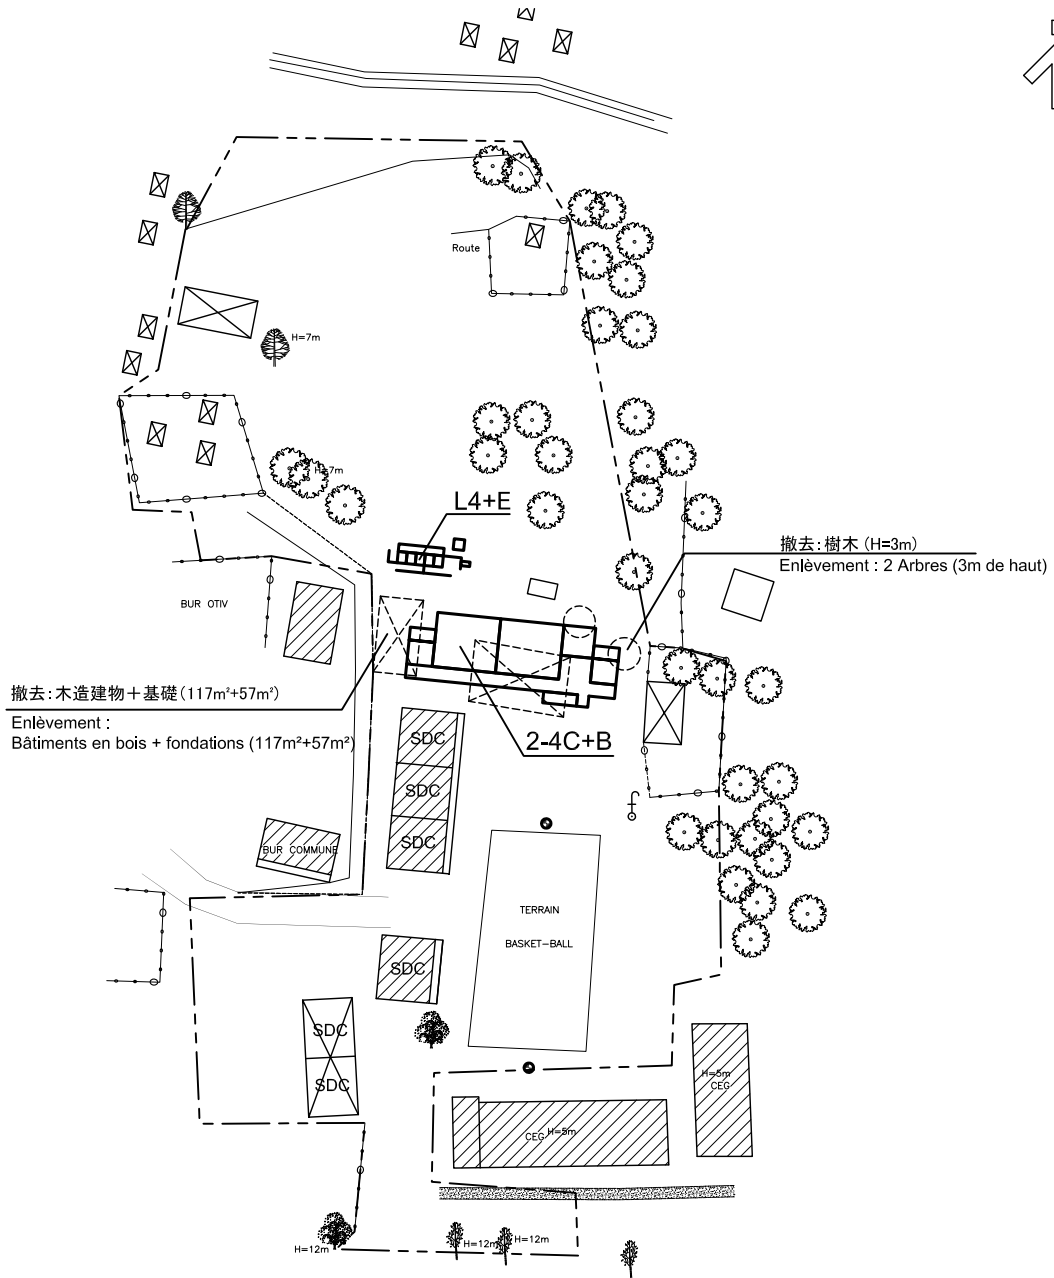 Route
H=7m
H=7m
L4+E
撤去:樹木 (H=3m)
Enlèvement : 2 Arbres (3m de haut)
BUR OTIV
撤去:木造建物+基礎(117m²+57m²)
Enlèvement :
Bâtiments en bois + fondations (117m²+57m²)
2-4C+B
SDC
SDC
SDC
BUR COMMUNE
TERRAIN
BASKET-BALL
SDC
SDC
SDC
H=5m
CEG
CEG
H=5m
H=12m
H=12m
H=12m